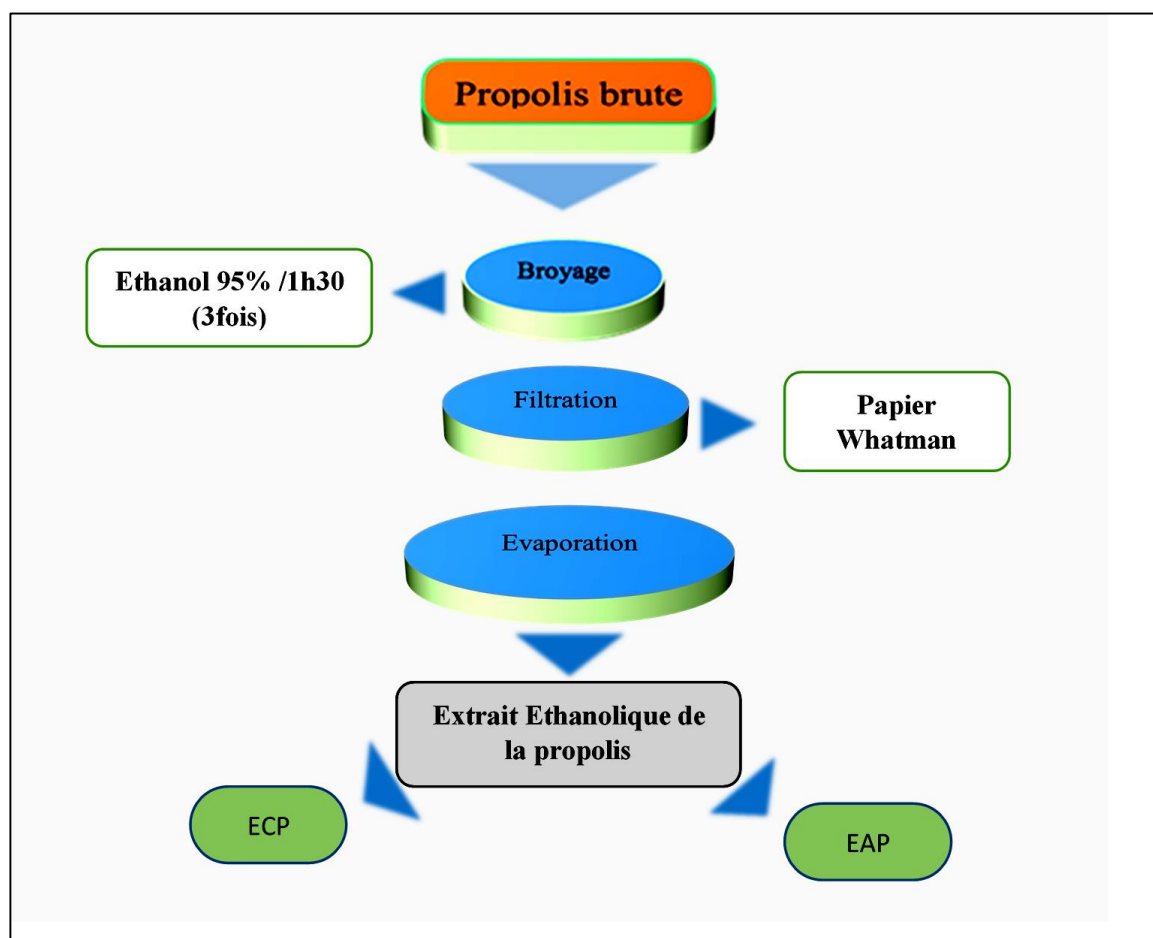 Propolis brute
Broyage
Ethanol 95% /1h30
(3fois)
Filtration
Papier
Whatman
Evaporation
Extrait Ethanolique de
la propolis
ECP
EAP